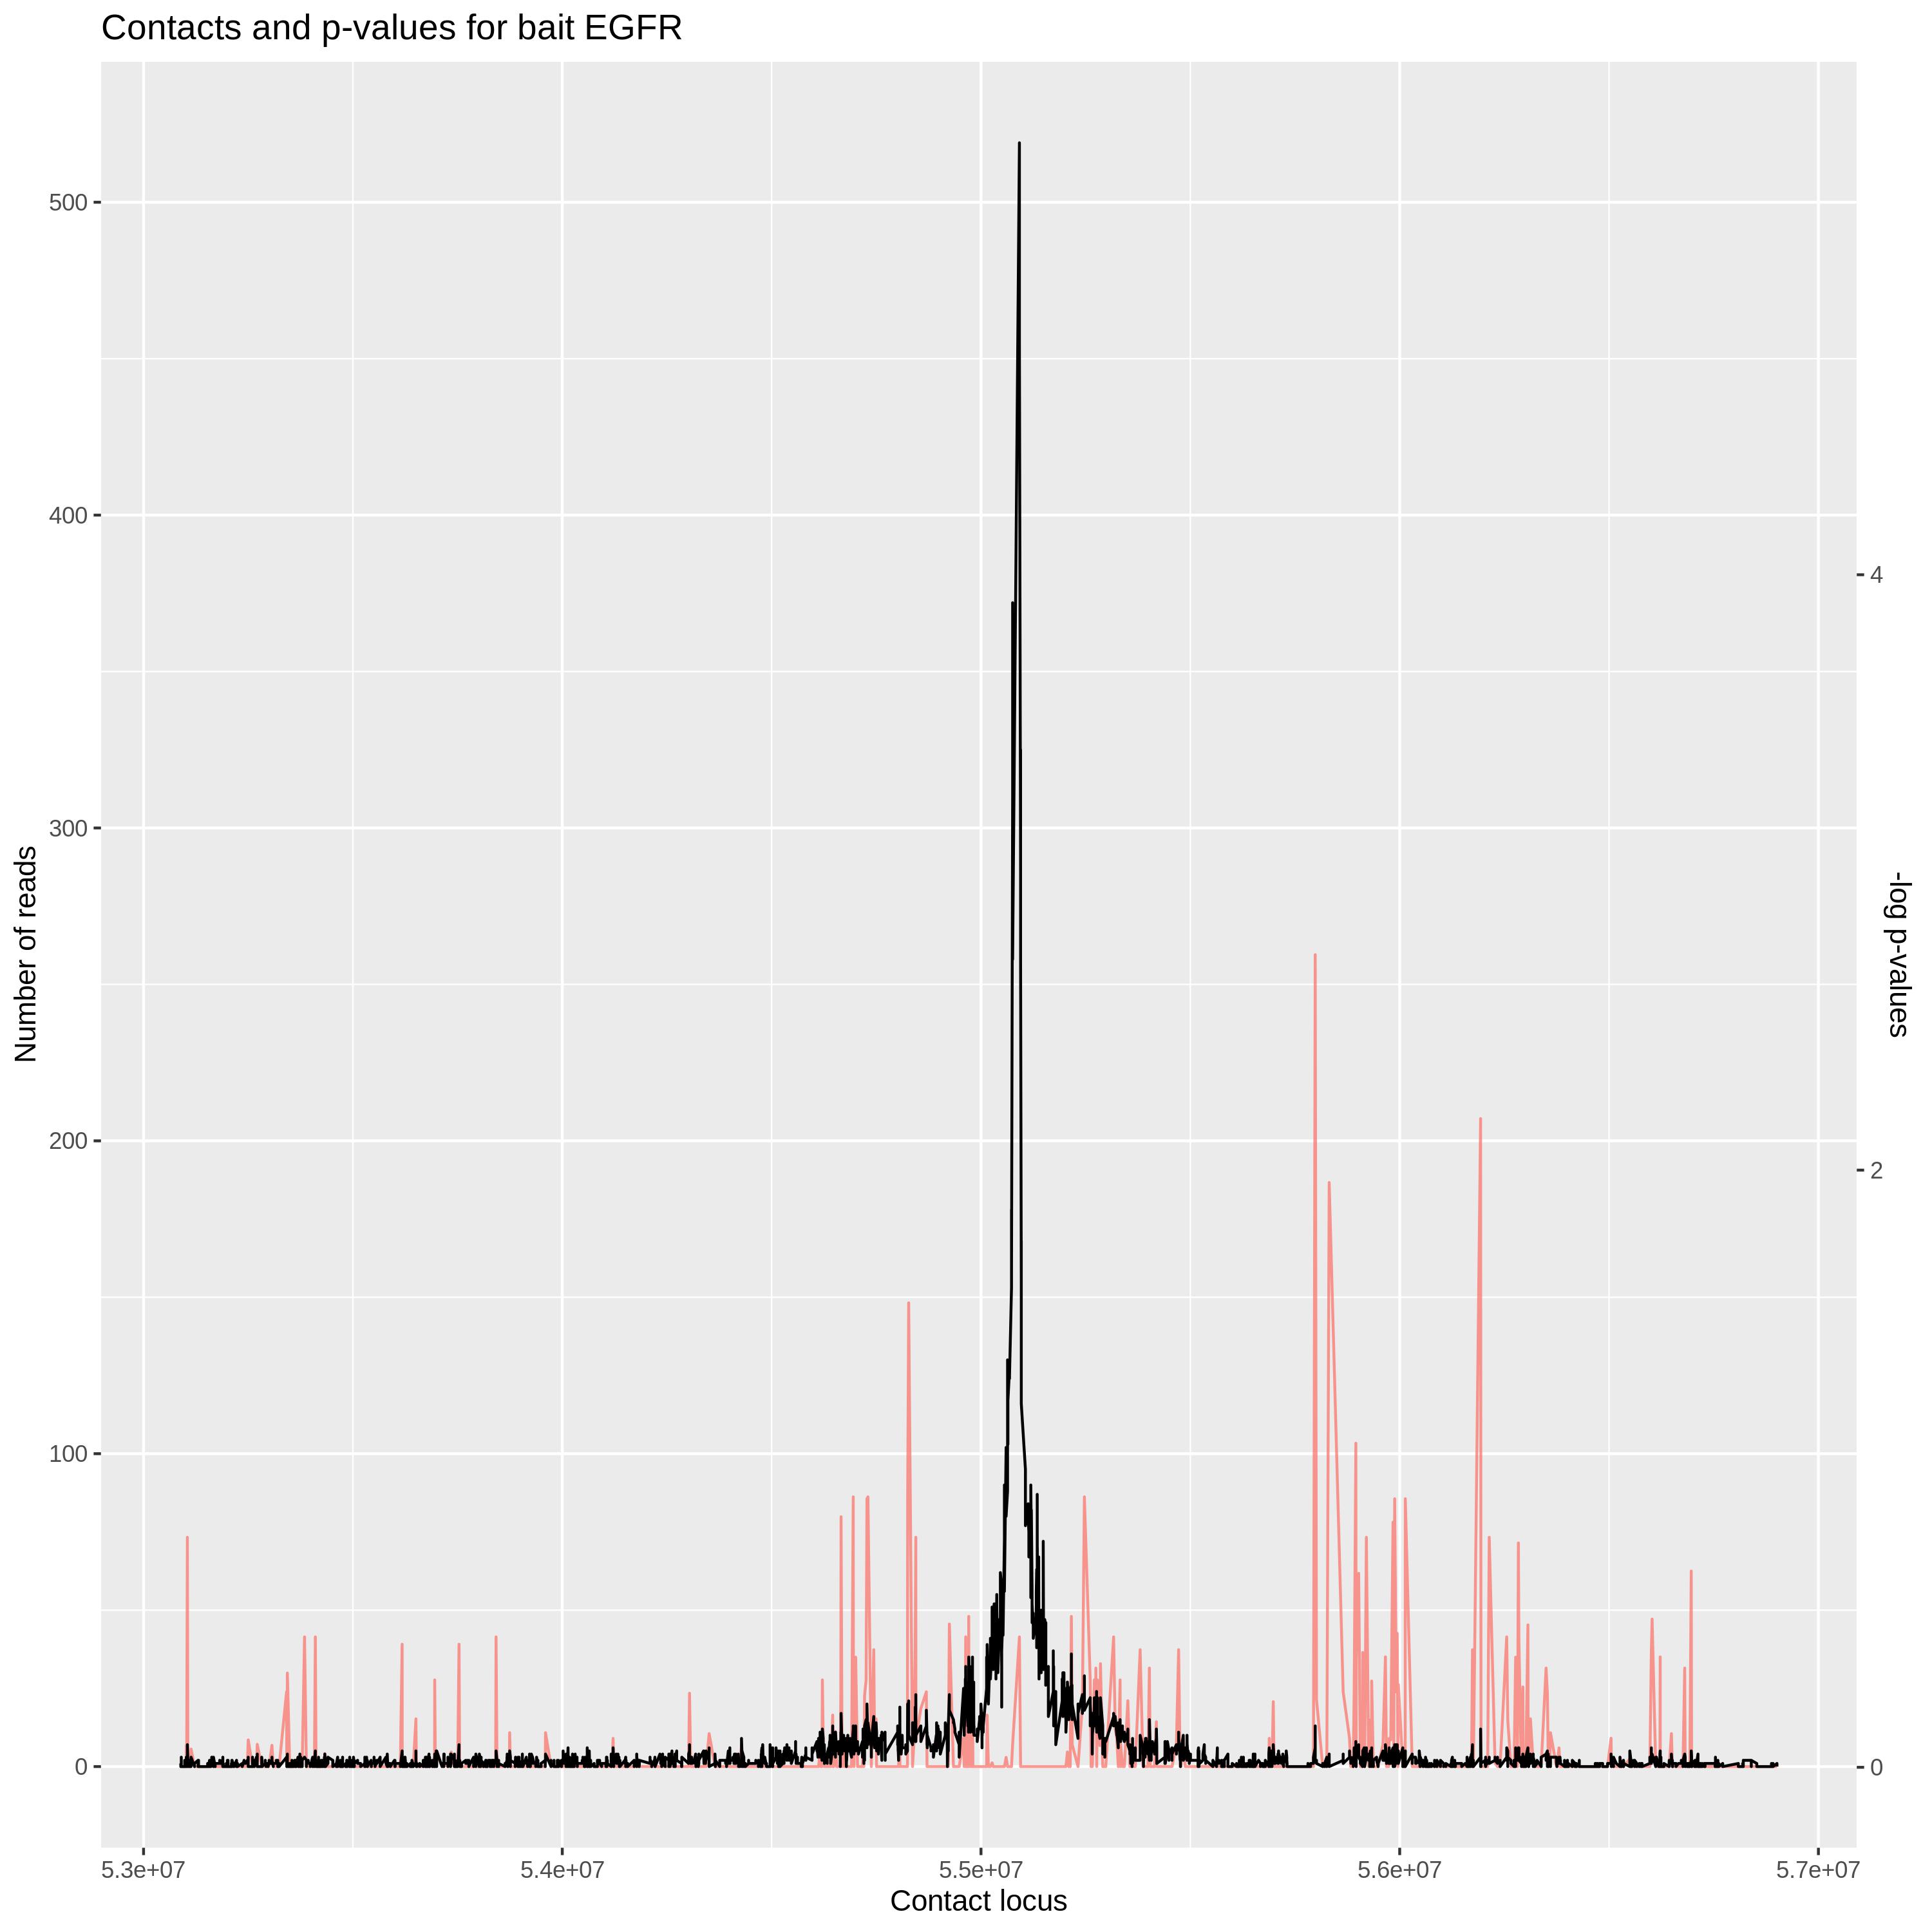 Contacts and p-values for bait EGFR
Number of reads
500
400
300
200
100
0
4
2
0
-log p-values
5.3e+07 5.4e+07 5.5e+07 5.6e+07 5.7e+07
Contact locus